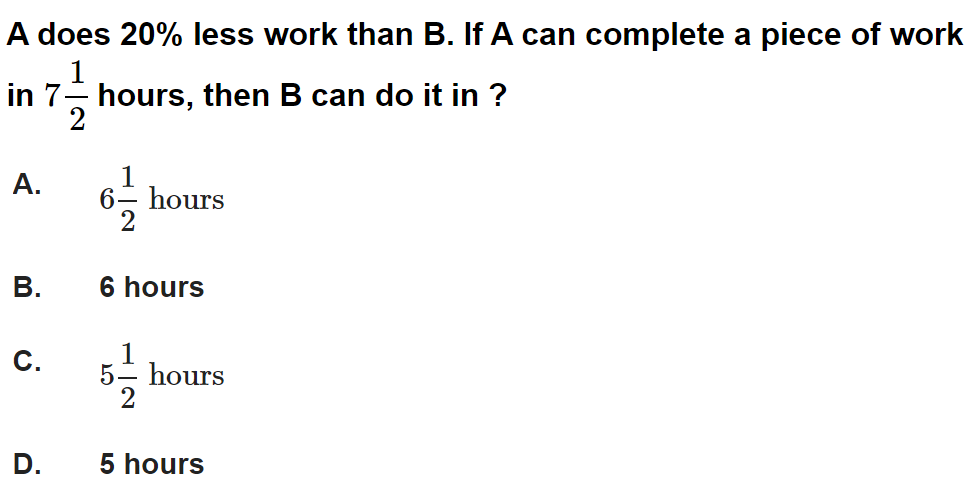 A does 20% less work than B. If A can complete a piece of work
in 7 1/2 hours, then B can do it in ?
A. 6 1/2 hours
B. 6 hours
C. 5 1/2 hours
D. 5 hours